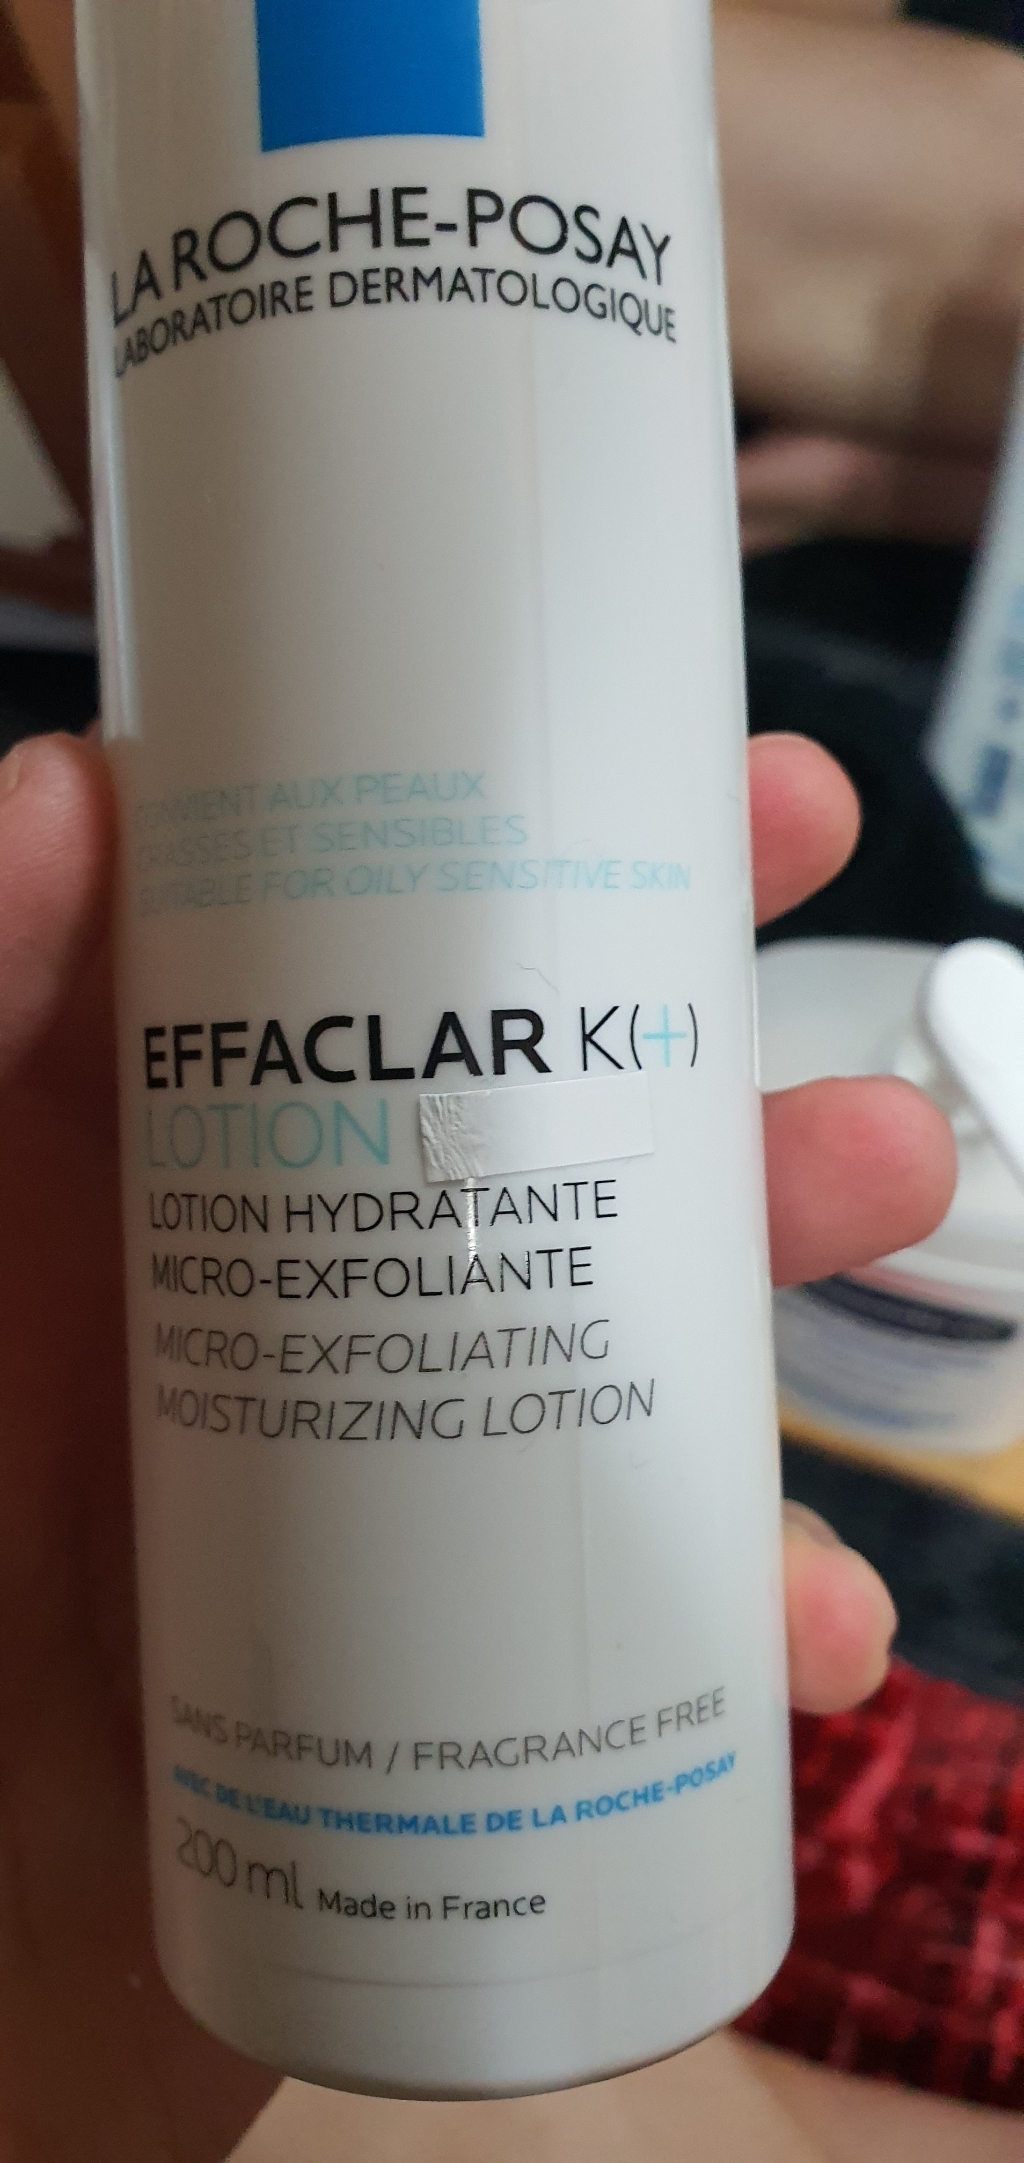 LA ROCHE-POSAY
LABORATOIRE DERMATOLOGIQUE
CONVIENT AUX PEAUX
GRASSES ET SENSIBLES
SUITABLE FOR OILY SENSITIVE SKIN
EFFACLAR K(+)
LOTION
LOTION HYDRATANTE
MICRO-EXFOLIANTE
MICRO-EXFOLIATING
MOISTURIZING LOTION
SANS PARFUM / FRAGRANCE FREE
AVEC DE L'EAU THERMALE DE LA ROCHE-POSAY
200 ml Made in France